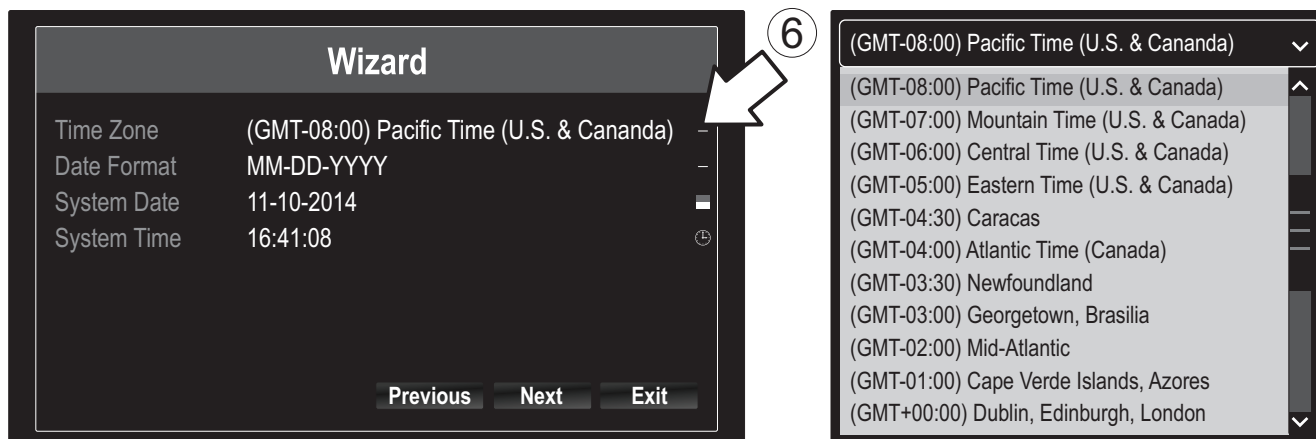 Wizard
Time Zone (GMT-08:00) Pacific Time (U.S. & Cananda)
Date Format MM-DD-YYYY
System Date 11-10-2014
System Time 16:41:08
Previous Next Exit
6
(GMT-08:00) Pacific Time (U.S. & Cananda)
(GMT-08:00) Pacific Time (U.S. & Canada)
(GMT-07:00) Mountain Time (U.S. & Canada)
(GMT-06:00) Central Time (U.S. & Canada)
(GMT-05:00) Eastern Time (U.S. & Canada)
(GMT-04:30) Caracas
(GMT-04:00) Atlantic Time (Canada)
(GMT-03:30) Newfoundland
(GMT-03:00) Georgetown, Brasilia
(GMT-02:00) Mid-Atlantic
(GMT-01:00) Cape Verde Islands, Azores
(GMT+00:00) Dublin, Edinburgh, London